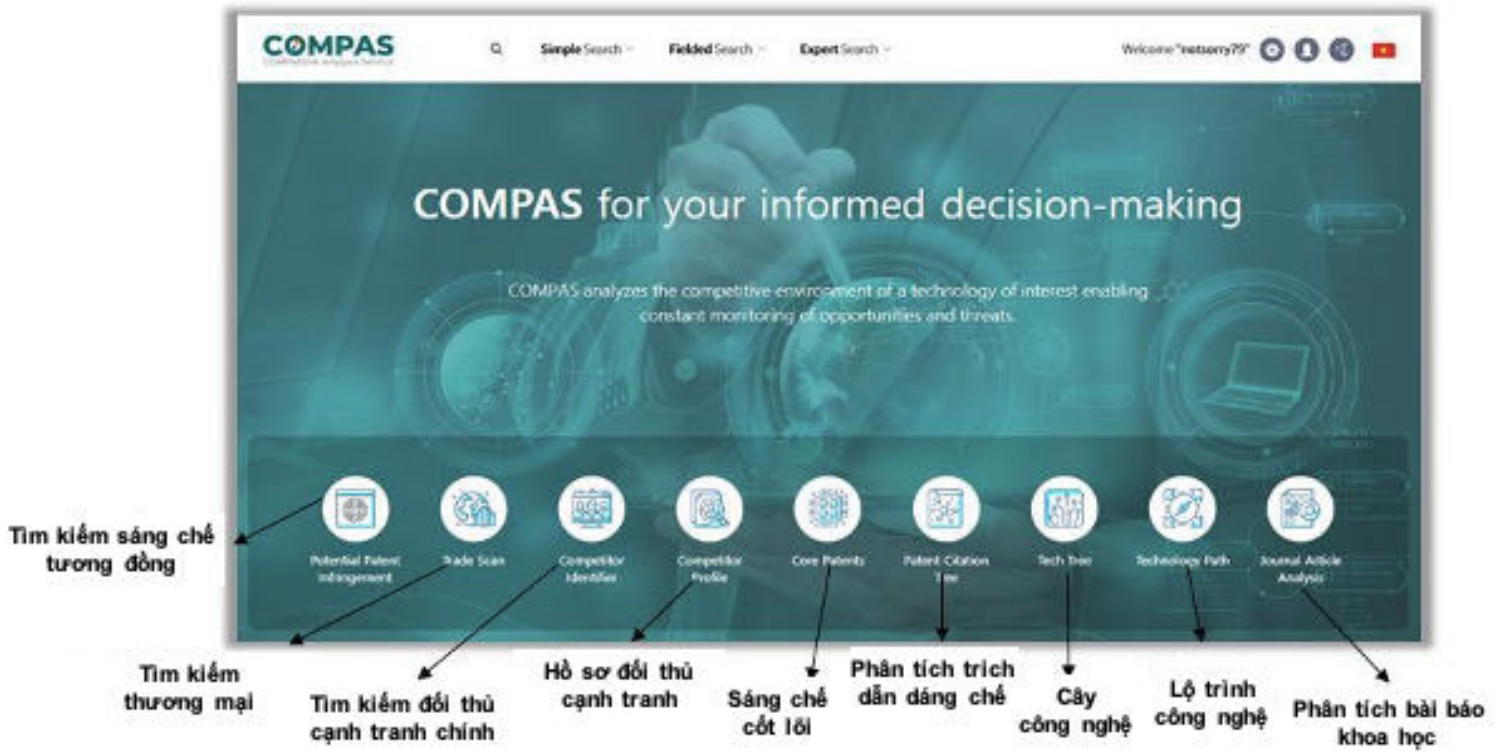 COMPAS
COMPetitive Analysis Service
Simple Search
Fielded Search
Expert Search
Welcome "notsorry79"
COMPAS for your informed decision-making
COMPAS analyzes the competitive environment of a technology of interest enabling
constant monitoring of opportunities and threats.
Potential Patent
Infringement
Trade Scan
Competitor
Identifier
Competitor
Profile
Core Patents
Patent Citation
Tree
Tech Tree
Technology Path
Journal Article
Analysis
Tìm kiếm sáng chế
tương đồng
Tìm kiếm
thương mại
Tìm kiếm đối thủ
cạnh tranh chính
Hồ sơ đối thủ
cạnh tranh
Sáng chế
cốt lõi
Phân tích trích
dẫn dáng chế
Cây
công nghệ
Lộ trình
công nghệ
Phân tích bài báo
khoa học